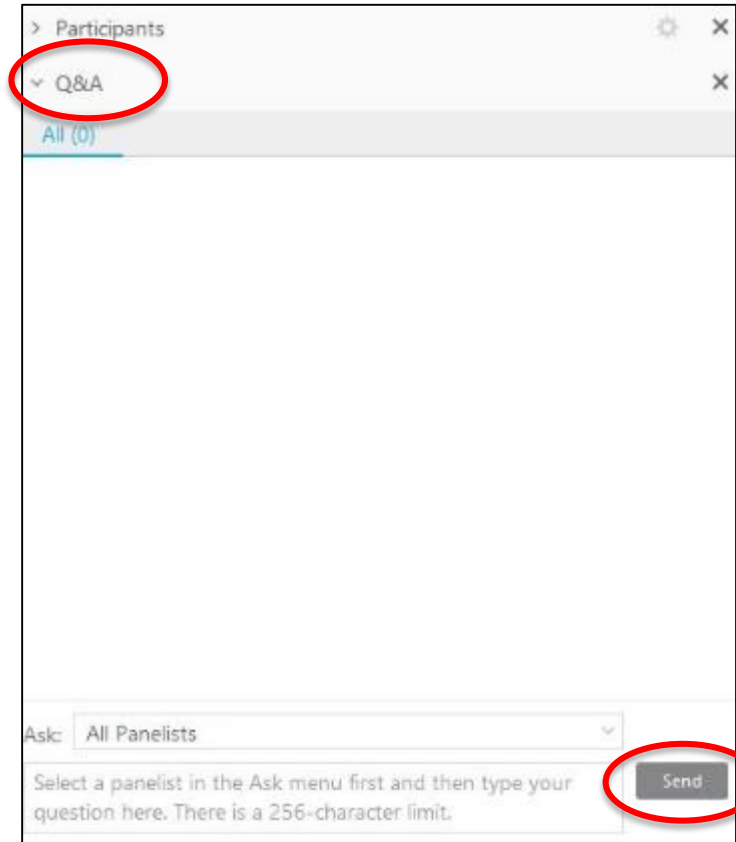 Participants
Q&A
All (0)
Ask: All Panelists
Select a panelist in the Ask menu first and then type your
question here. There is a 256-character limit.
Send